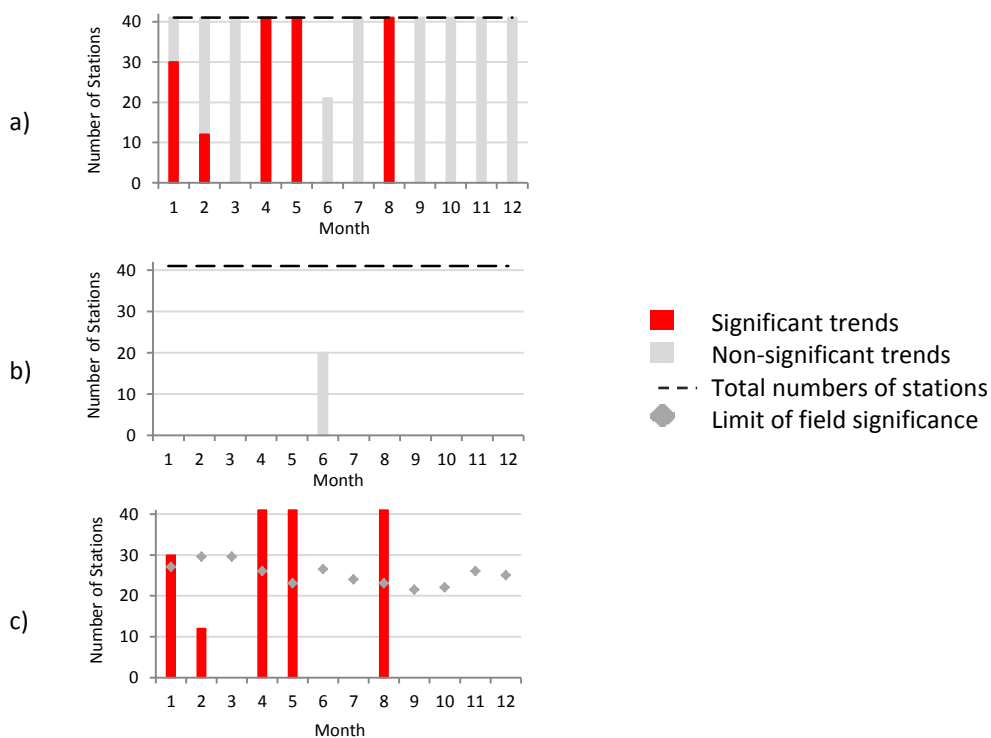 a)
Number of Stations
40
30
20
10
0
1 2 3 4 5 6 7 8 9 10 11 12
Month
b)
Number of Stations
40
30
20
10
0
1 2 3 4 5 6 7 8 9 10 11 12
Month
c)
Number of Stations
40
30
20
10
0
1 2 3 4 5 6 7 8 9 10 11 12
Month
Significant trends
Non-significant trends
Total numbers of stations
Limit of field significance